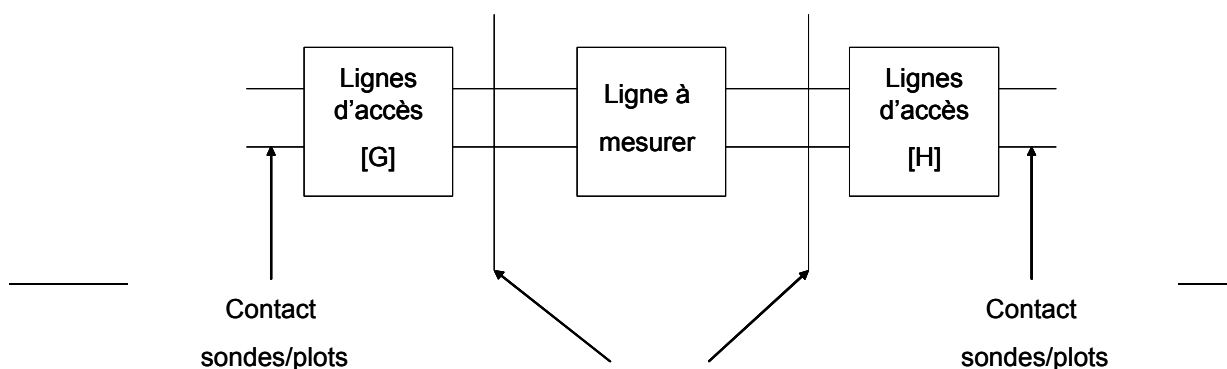 Lignes
d'accès
[G]
Ligne à
mesurer
Lignes
d'accès
[H]
Contact
sondes/plots
Contact
sondes/plots